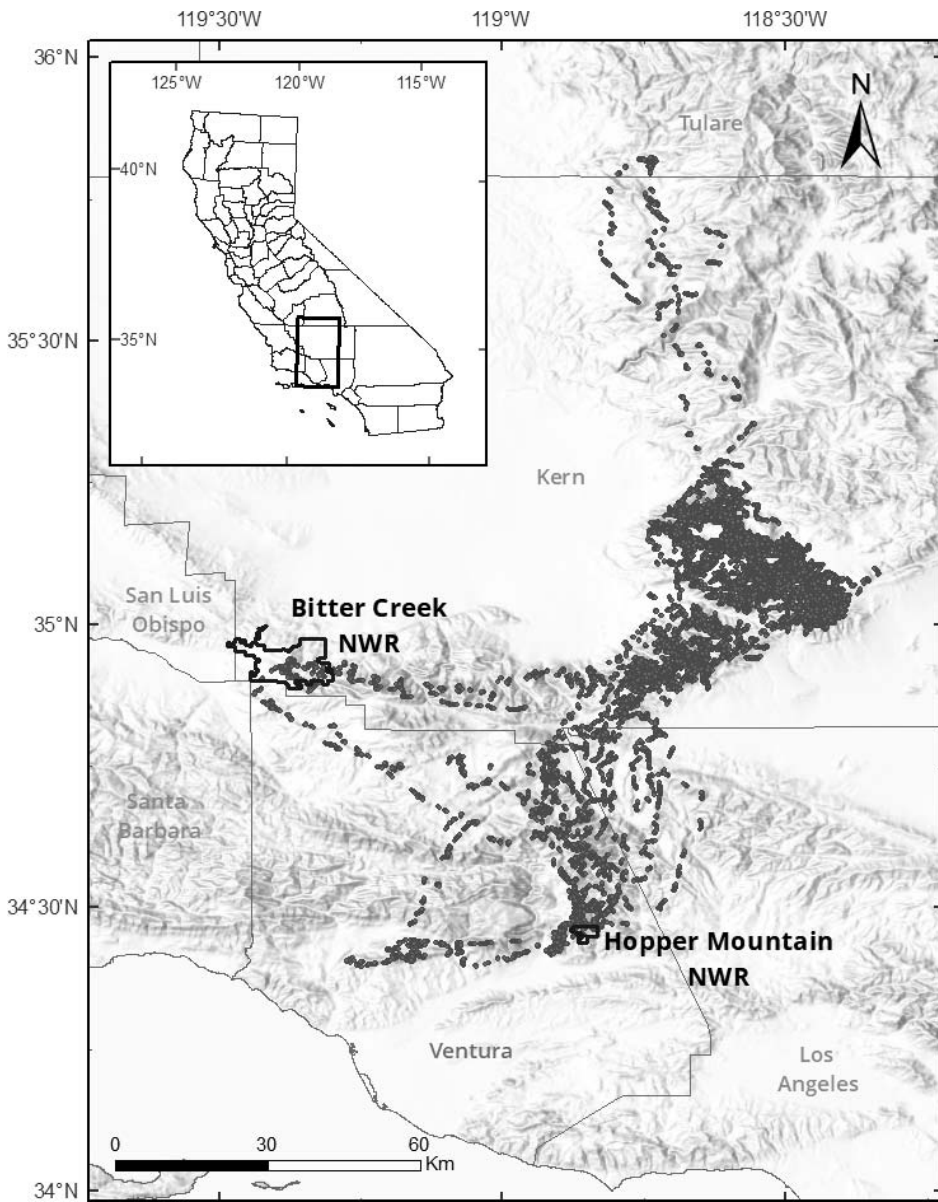 119°30'W 119°W 118°30'W
36°N
125°W 120°W 115°W
N
Tulare
40°N
35°30'N
35°N
Kern
San Luis
Obispo
35°N
Bitter Creek
NWR
Santa
Barbara
34°30'N
Hopper Mountain
NWR
Ventura
Los
Angeles
0 30 60
Km
34°N